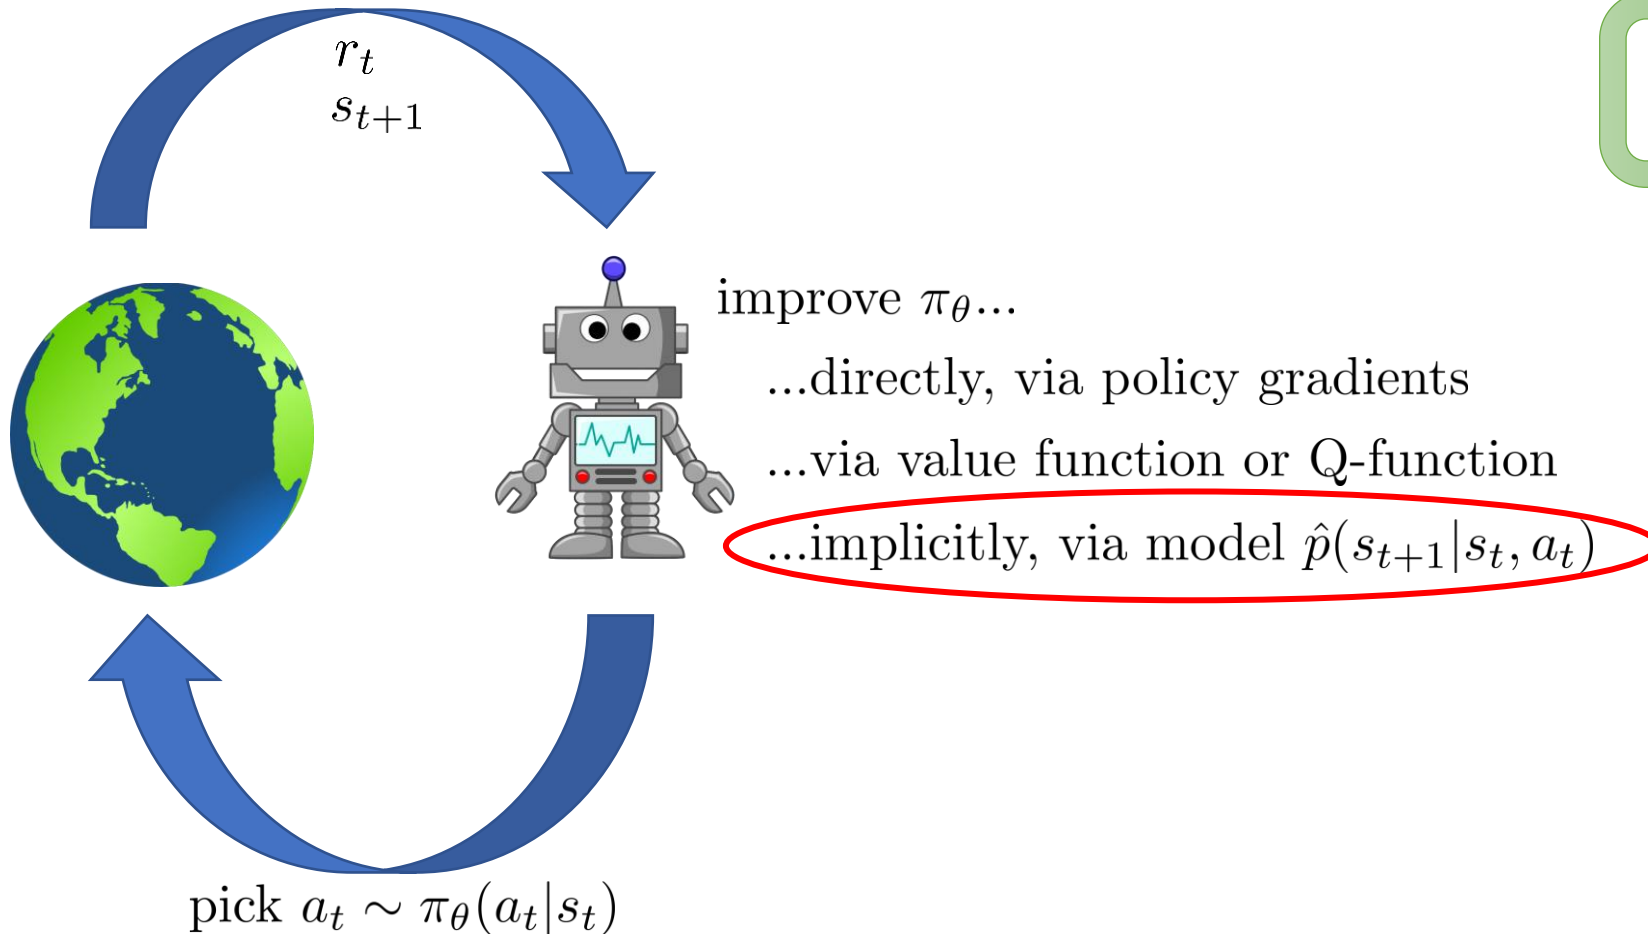 r_t
s_{t+1}
improve π_θ...
...directly, via policy gradients
...via value function or Q-function
...implicitly, via model p̂(s_{t+1}|s_t, a_t)
pick a_t ∼ π_θ(a_t|s_t)